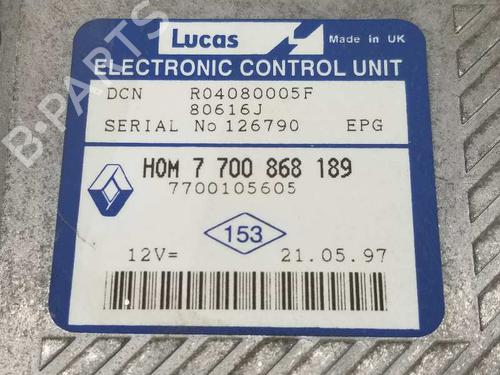 Lucas Made in UK
ELECTRONIC CONTROL UNIT
DCN R04080005F
80616J
SERIAL No 126790 EPG
HOM 7 700 868 189
7700105605
153
12V= 21.05.97
B-PARTS